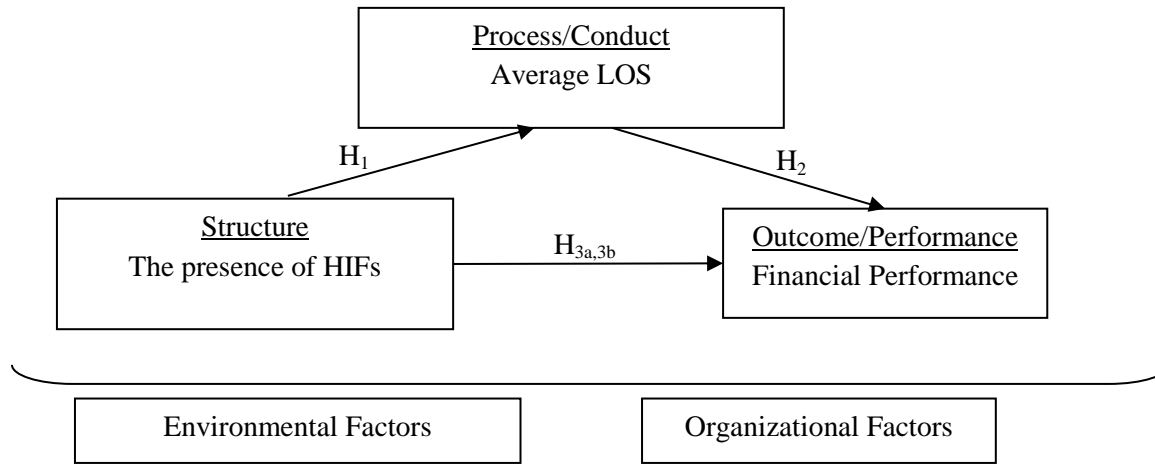 Process/Conduct
Average LOS
H1
H2
Structure
The presence of HIFs
H3a,3b
Outcome/Performance
Financial Performance
Environmental Factors
Organizational Factors